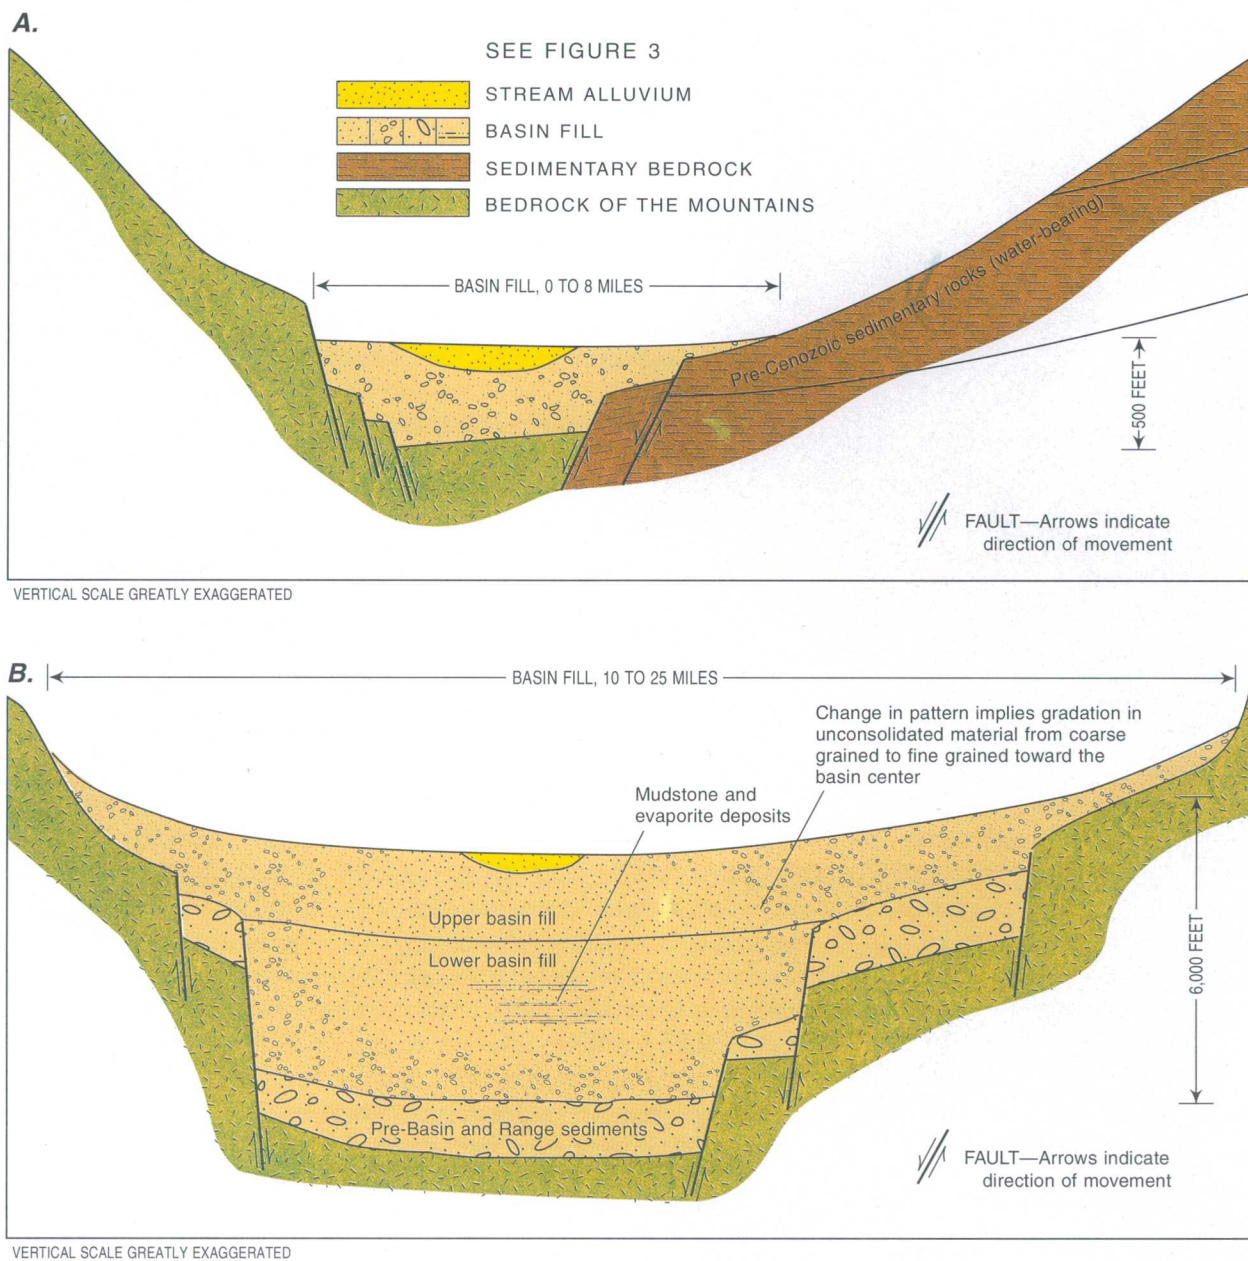 A.
SEE FIGURE 3
STREAM ALLUVIUM
BASIN FILL
SEDIMENTARY BEDROCK
BEDROCK OF THE MOUNTAINS
BASIN FILL, 0 TO 8 MILES
Pre-Cenozoic sedimentary rocks (water-bearing)
500 FEET
FAULT—Arrows indicate
direction of movement
VERTICAL SCALE GREATLY EXAGGERATED
B.
BASIN FILL, 10 TO 25 MILES
Change in pattern implies gradation in
unconsolidated material from coarse
grained to fine grained toward the
basin center
Mudstone and
evaporite deposits
Upper basin fill
Lower basin fill
6,000 FEET
Pre-Basin and Range sediments
FAULT—Arrows indicate
direction of movement
VERTICAL SCALE GREATLY EXAGGERATED